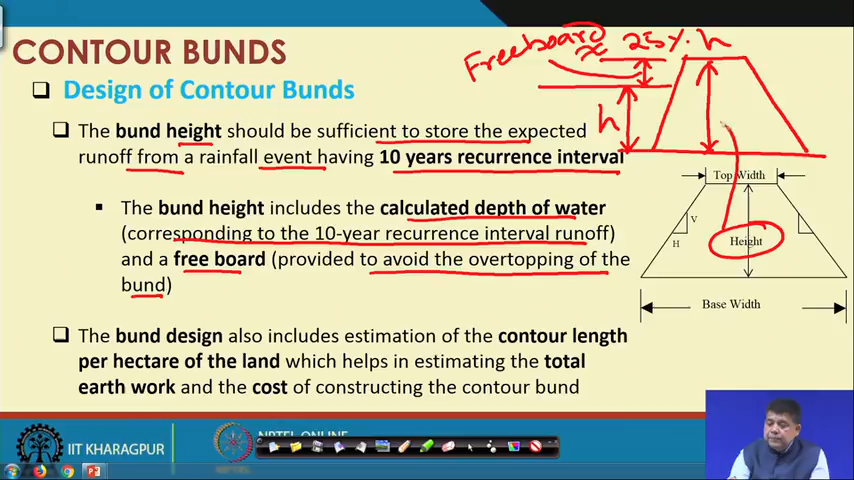 CONTOUR BUNDS
Freeboard ≈ 25%. h
❑ Design of Contour Bunds
h
❑ The bund height should be sufficient to store the expected
runoff from a rainfall event having 10 years recurrence interval
▪ The bund height includes the calculated depth of water
(corresponding to the 10-year recurrence interval runoff)
and a free board (provided to avoid the overtopping of the
bund)
Top Width
V
H
Height
Base Width
❑ The bund design also includes estimation of the contour length
per hectare of the land which helps in estimating the total
earth work and the cost of constructing the contour bund
IIT KHARAGPUR
NPTEL ONLINE